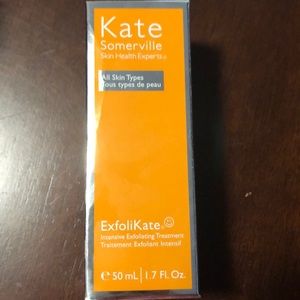 Kate
Somerville
Skin Health Experts®
All Skin Types
Tous types de peau
ExfoliKate®
Intensive Exfoliating Treatment
Traitement Exfoliant Intensif
e 50 mL | 1.7 Fl. Oz.